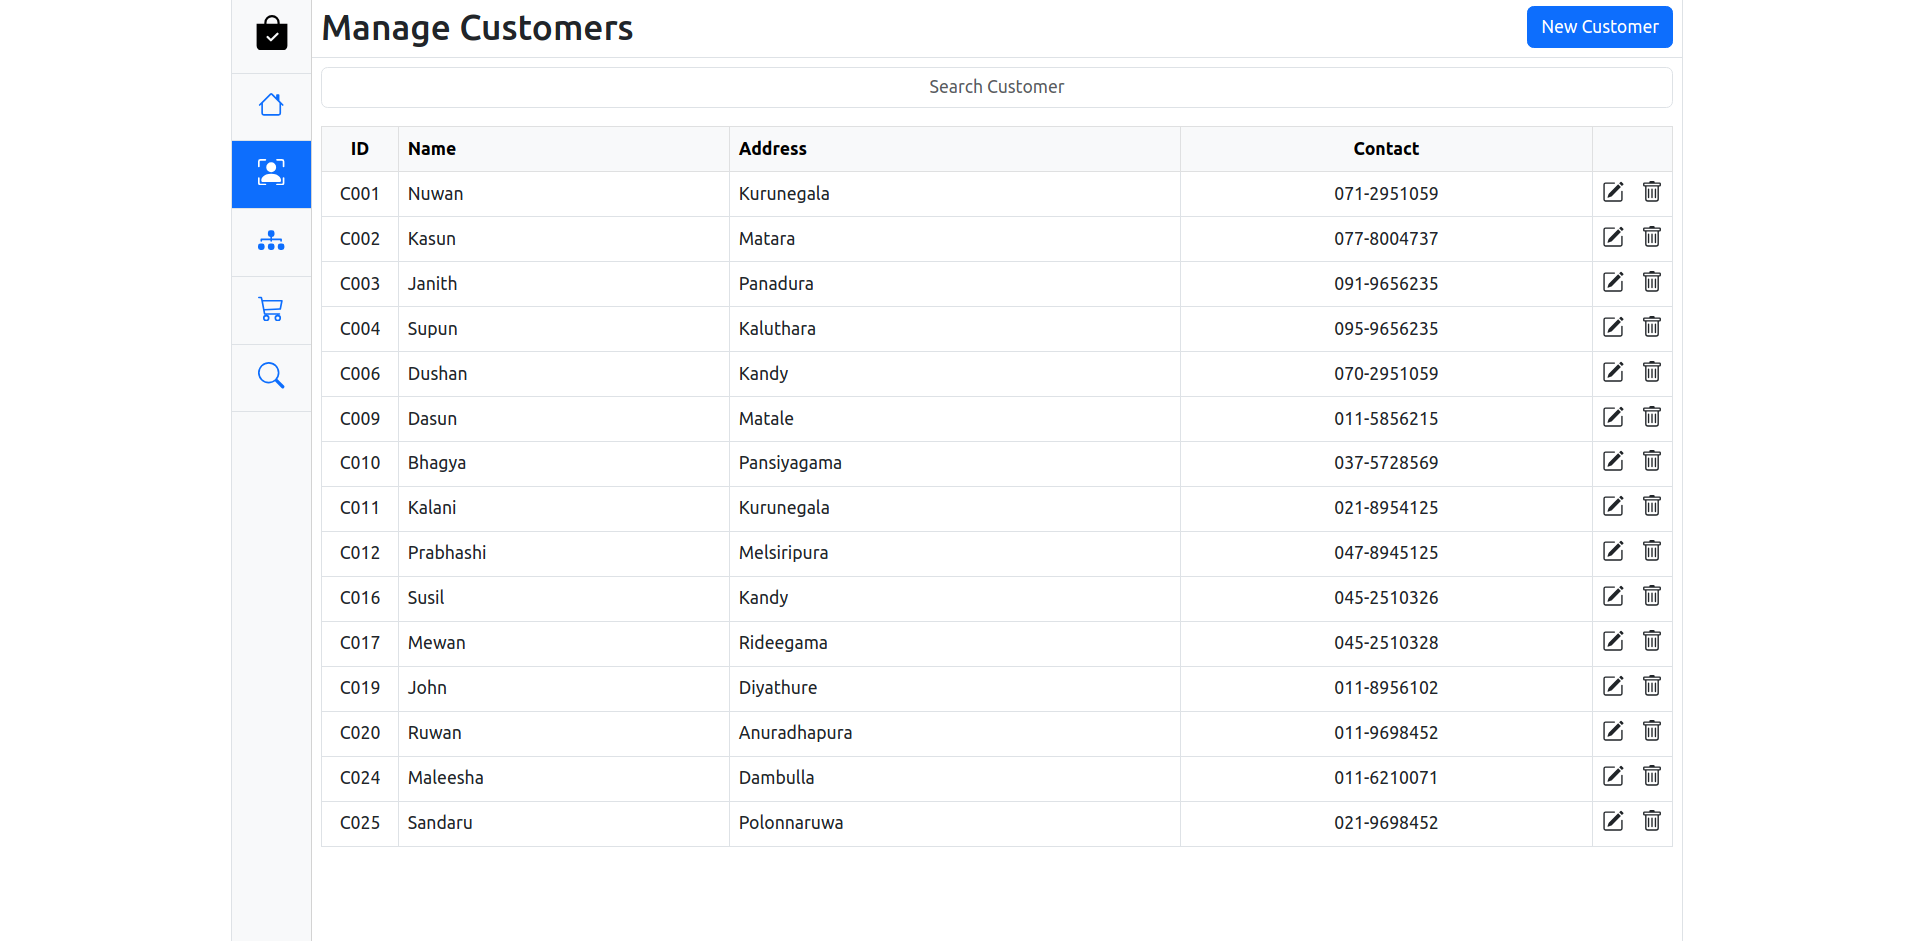 Manage Customers New Customer
Search Customer
ID Name Address Contact
C001 Nuwan Kurunegala 071-2951059
C002 Kasun Matara 077-8004737
C003 Janith Panadura 091-9656235
C004 Supun Kaluthara 095-9656235
C006 Dushan Kandy 070-2951059
C009 Dasun Matale 011-5856215
C010 Bhagya Pansiyagama 037-5728569
C011 Kalani Kurunegala 021-8954125
C012 Prabhashi Melsiripura 047-8945125
C016 Susil Kandy 045-2510326
C017 Mewan Rideegama 045-2510328
C019 John Diyathure 011-8956102
C020 Ruwan Anuradhapura 011-9698452
C024 Maleesha Dambulla 011-6210071
C025 Sandaru Polonnaruwa 021-9698452